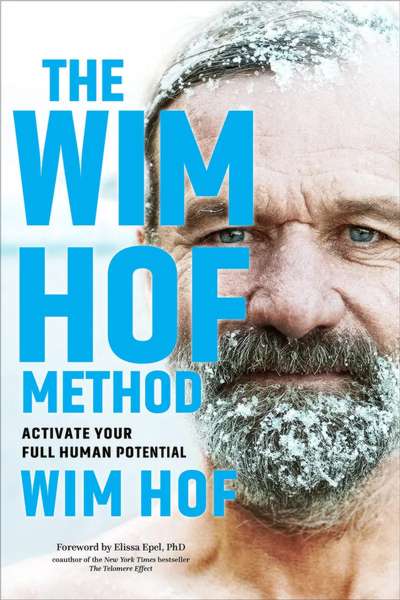 THE
WIM
HOF
METHOD
ACTIVATE YOUR
FULL HUMAN POTENTIAL
WIM HOF
Foreword by Elissa Epel, PhD
coauthor of the New York Times bestseller
The Telomere Effect